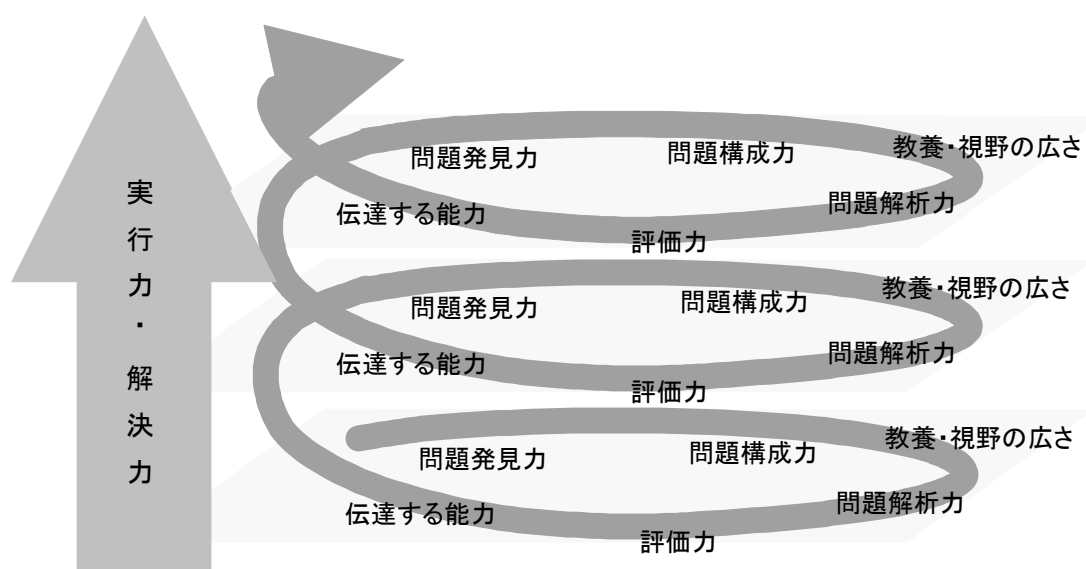 実行力・解決力
問題発見力
問題構成力
教養・視野の広さ
問題解析力
評価力
伝達する能力
問題発見力
問題構成力
教養・視野の広さ
問題解析力
評価力
伝達する能力
問題発見力
問題構成力
教養・視野の広さ
問題解析力
評価力
伝達する能力